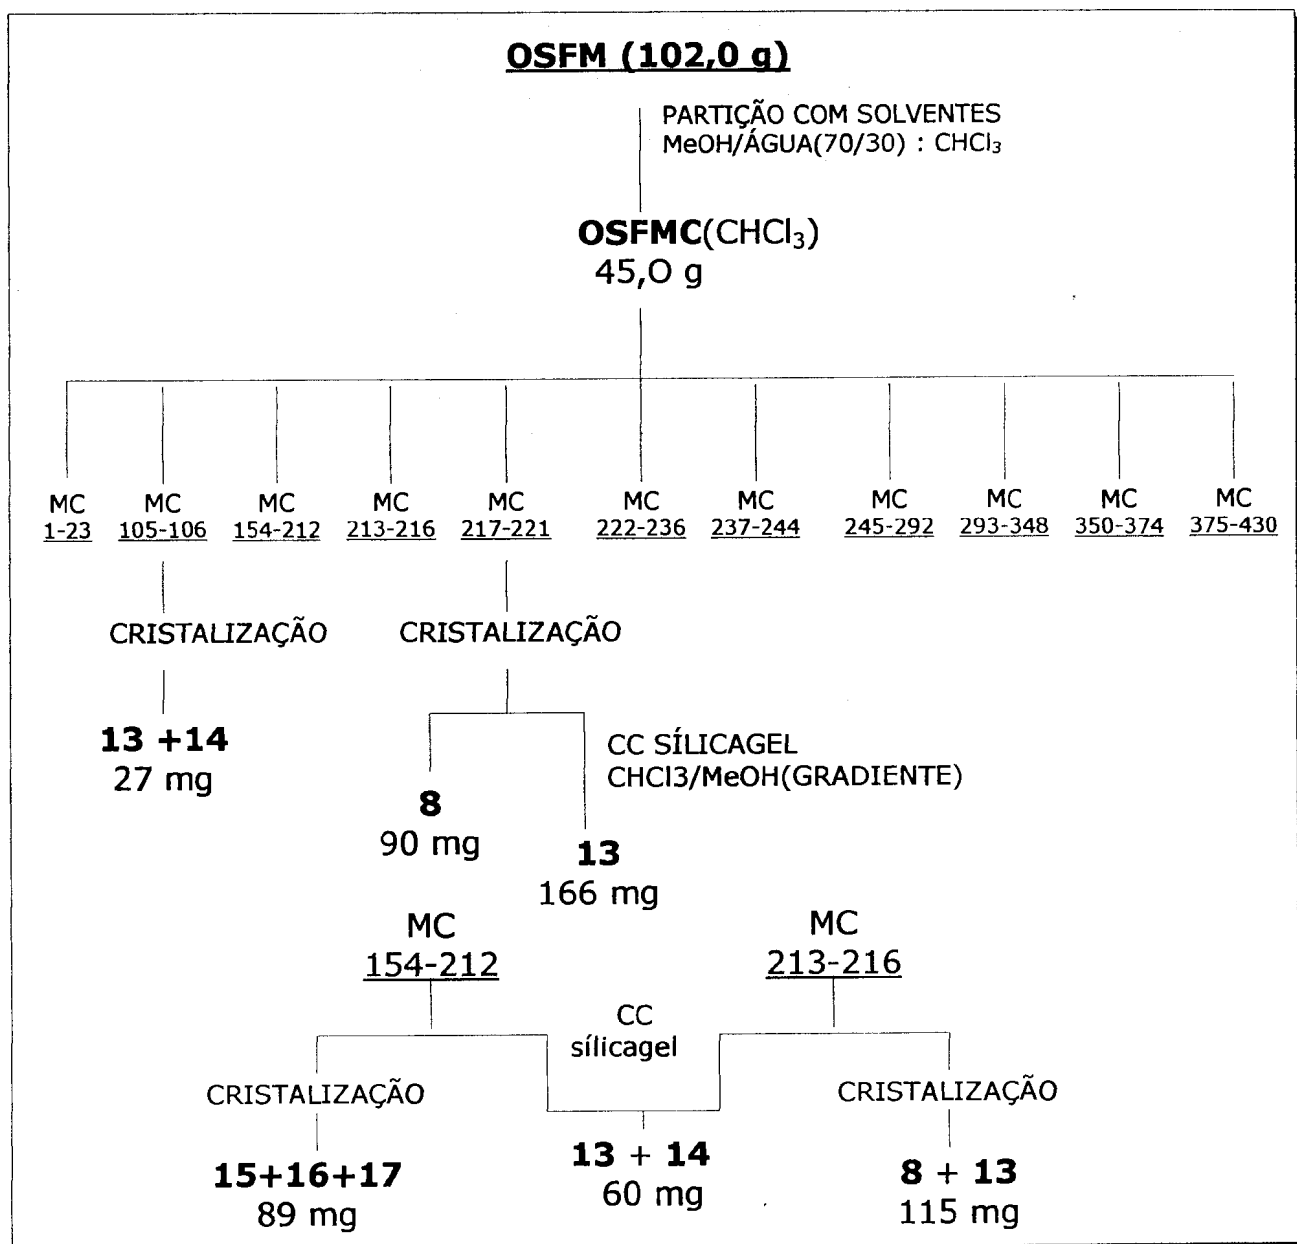 OSFM (102,0 g)
PARTIÇÃO COM SOLVENTES
MeOH/ÁGUA(70/30) : CHCl₃
OSFMC(CHCl₃)
45,O g
MC MC MC MC MC MC MC MC MC MC MC
1-23 105-106 154-212 213-216 217-221 222-236 237-244 245-292 293-348 350-374 375-430
CRISTALIZAÇÃO CRISTALIZAÇÃO
13 +14
27 mg
CC SÍLICAGEL
CHCl3/MeOH(GRADIENTE)
8
90 mg
13
166 mg
MC MC
154-212 213-216
CC
sílicagel
CRISTALIZAÇÃO CRISTALIZAÇÃO
15+16+17 13 + 14 8 + 13
89 mg 60 mg 115 mg